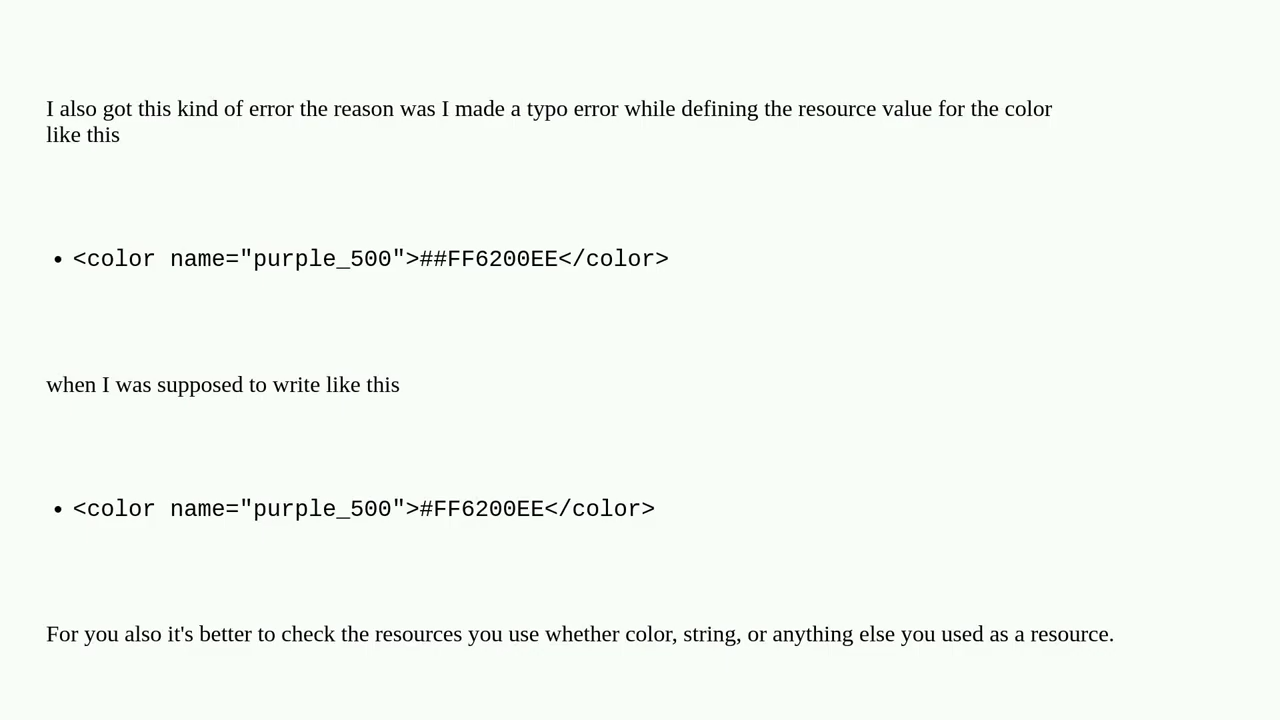 I also got this kind of error the reason was I made a typo error while defining the resource value for the color
like this
• <color name="purple_500">##FF6200EE</color>
when I was supposed to write like this
• <color name="purple_500">#FF6200EE</color>
For you also it's better to check the resources you use whether color, string, or anything else you used as a resource.